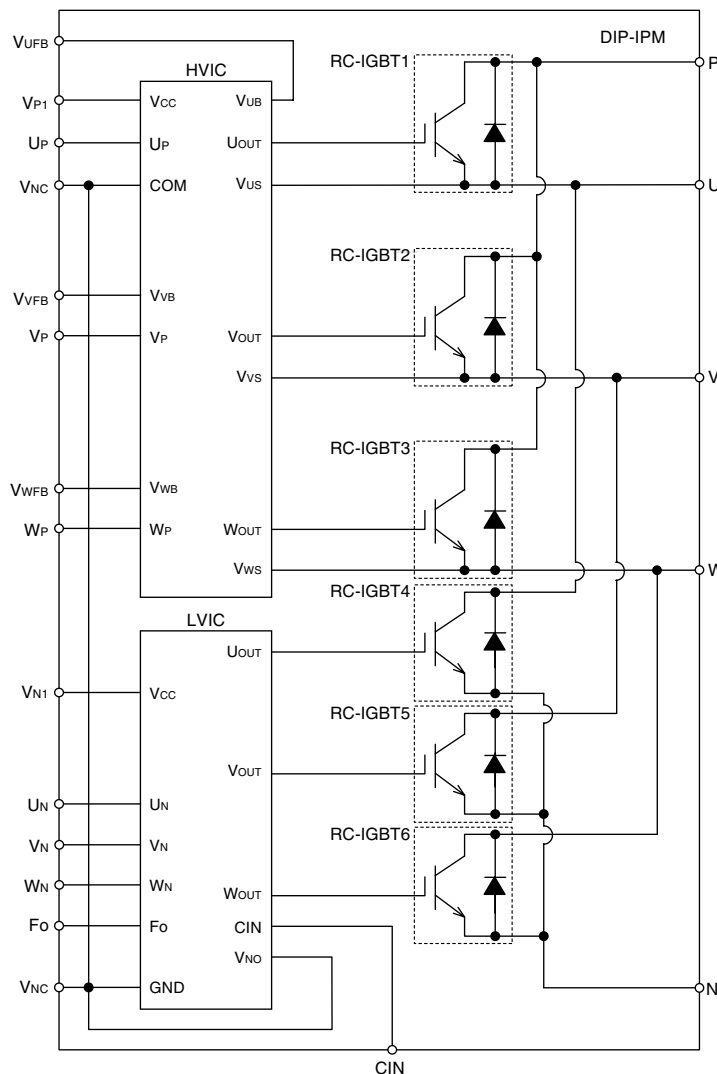 DIP-IPM
VUFB
VP1
UP
VNC
VVFB
VP
VWFB
WP
VN1
UN
VN
WN
Fo
VNC
HVIC
VCC
UP
COM
VVB
VP
VWB
WP
VUB
UOUT
VUS
VOUT
VVS
WOUT
VWS
LVIC
VCC
UN
VN
WN
Fo
GND
UOUT
VOUT
WOUT
CIN
VNO
RC-IGBT1
RC-IGBT2
RC-IGBT3
RC-IGBT4
RC-IGBT5
RC-IGBT6
P
U
V
W
N
CIN